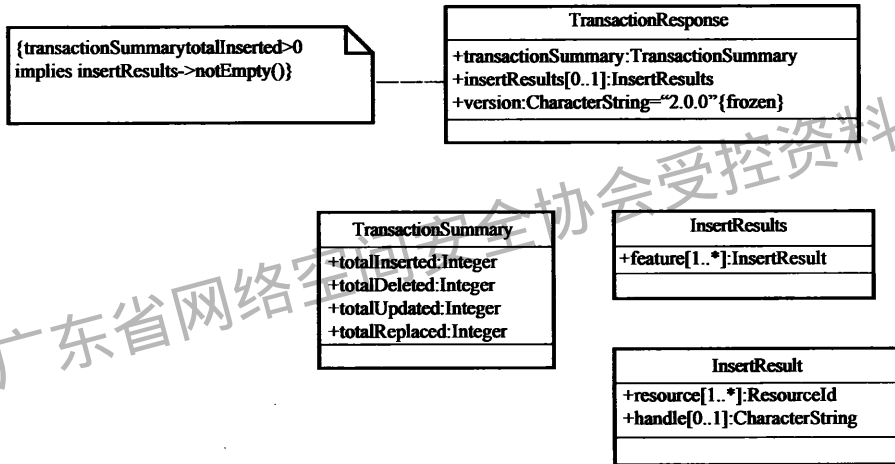 {transactionSummarytotalInserted>0
implies insertResults->notEmpty()}
TransactionResponse
+transactionSummary:TransactionSummary
+insertResults[0..1]:InsertResults
+version:CharacterString=“2.0.0”{frozen}
TransactionSummary
+totalInserted:Integer
+totalDeleted:Integer
+totalUpdated:Integer
+totalReplaced:Integer
InsertResults
+feature[1..*]:InsertResult
InsertResult
+resource[1..*]:ResourceId
+handle[0..1]:CharacterString
广东省网络空间安全协会受控资料